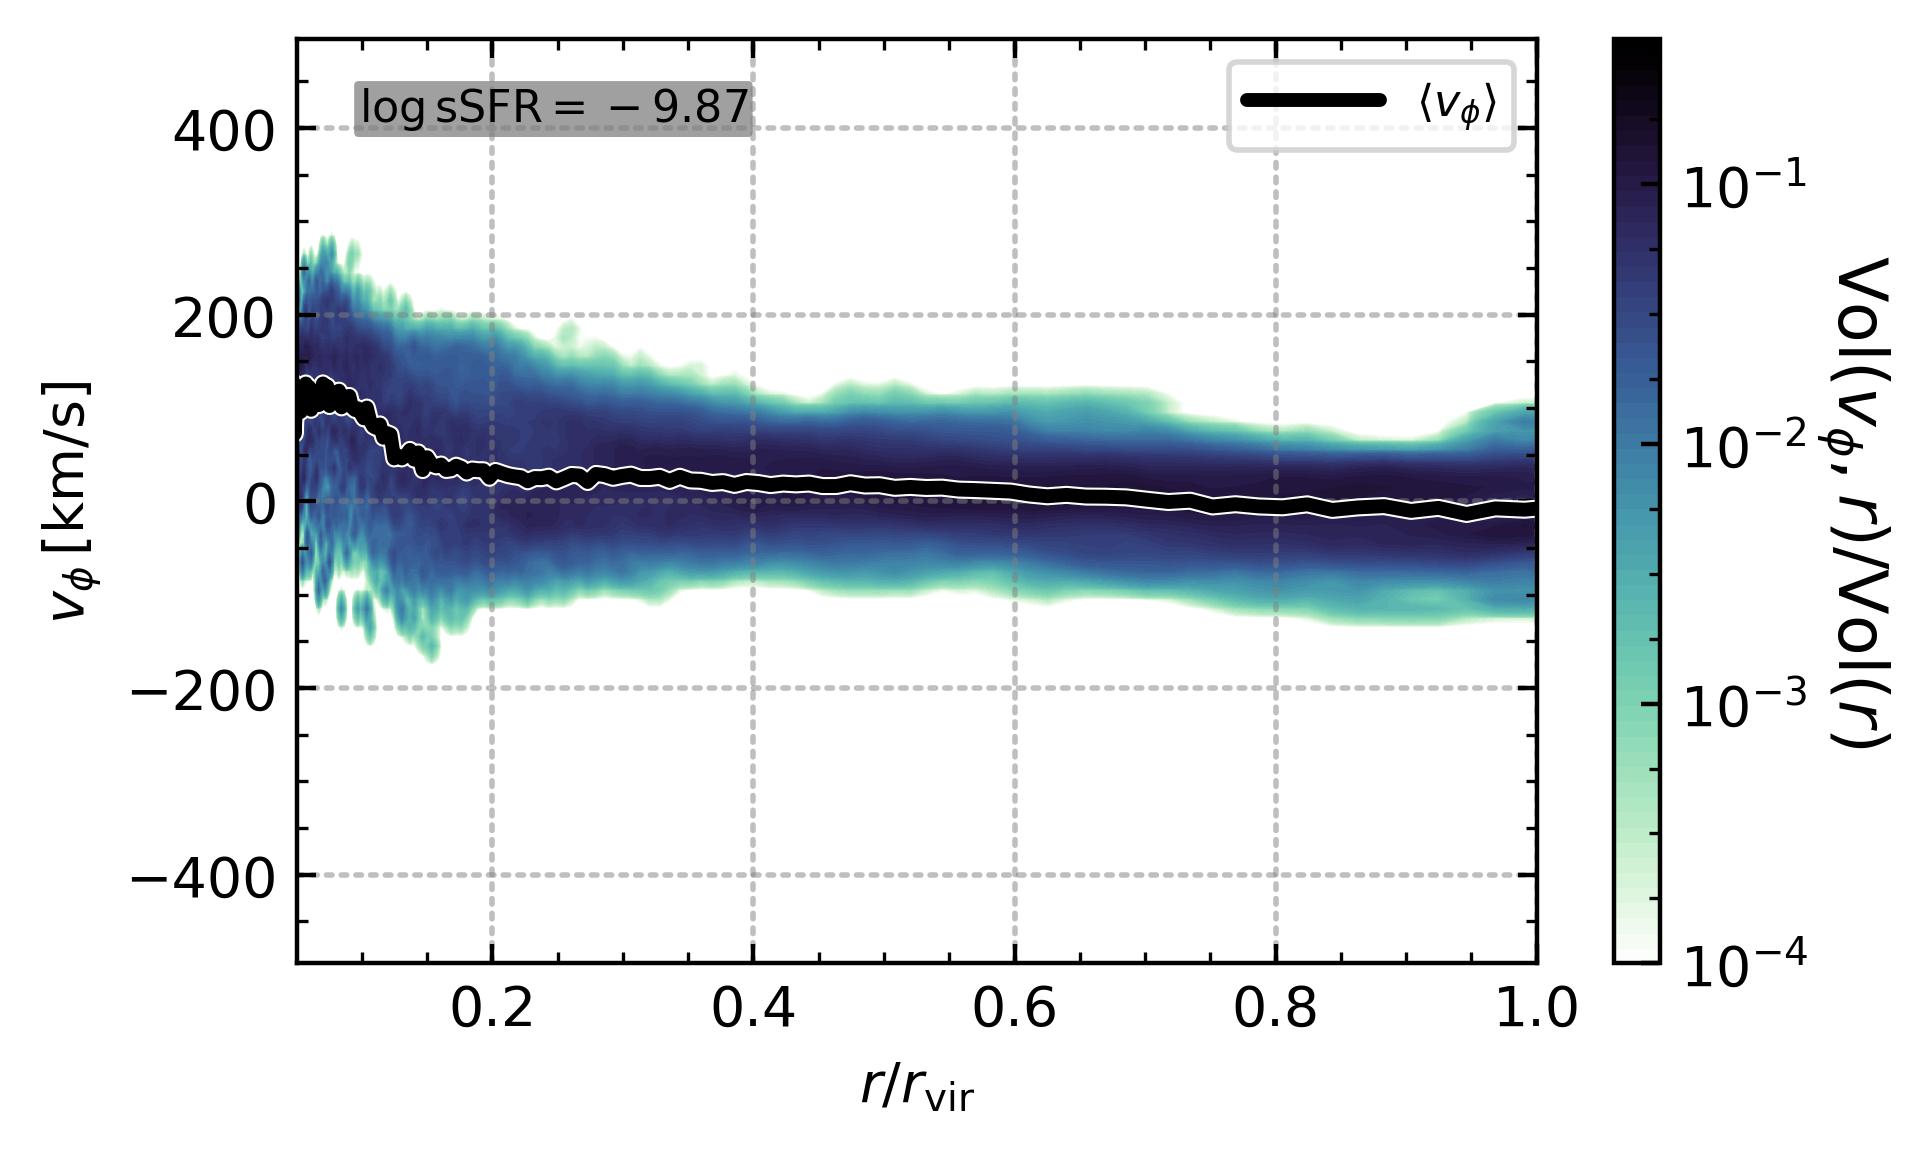 log sSFR = − 9.87
⟨v_ϕ⟩
400
200
0
−200
−400
v_ϕ [km/s]
0.2 0.4 0.6 0.8 1.0
r/r_vir
10⁻¹
10⁻²
10⁻³
10⁻⁴
Vol(v_ϕ, r)/Vol(r)